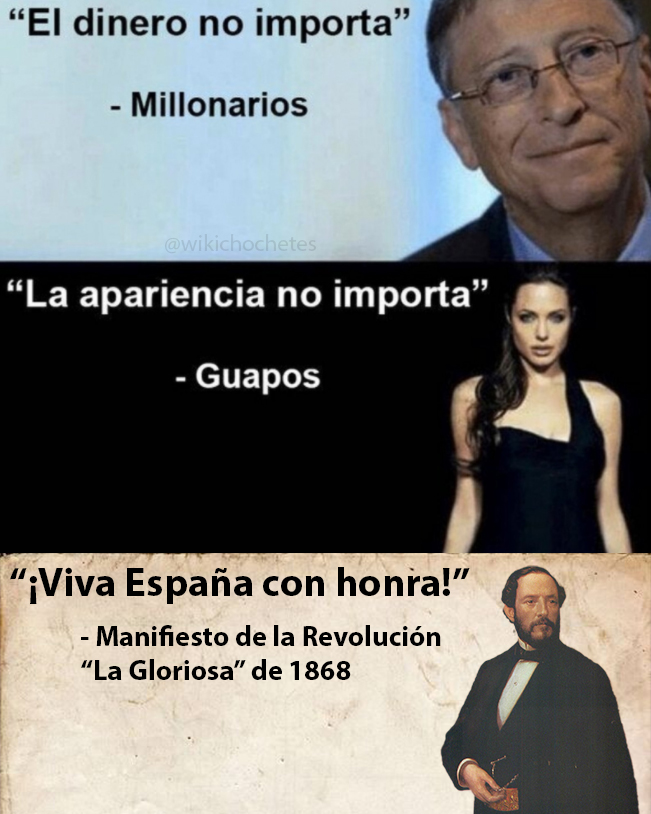 “El dinero no importa”
- Millonarios
@wikichochetes
“La apariencia no importa”
- Guapos
“¡Viva España con honra!”
- Manifiesto de la Revolución
“La Gloriosa” de 1868